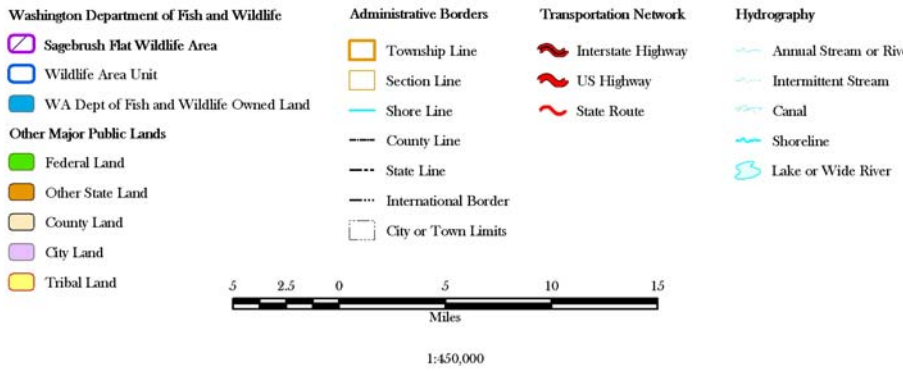 Washington Department of Fish and Wildlife
Sagebrush Flat Wildlife Area
Wildlife Area Unit
WA Dept of Fish and Wildlife Owned Land
Other Major Public Lands
Federal Land
Other State Land
County Land
City Land
Tribal Land
Administrative Borders
Township Line
Section Line
Shore Line
County Line
State Line
International Border
City or Town Limits
Transportation Network
Interstate Highway
US Highway
State Route
Hydrography
Annual Stream or Rive
Intermittent Stream
Canal
Shoreline
Lake or Wide River
5 2.5 0 5 10 15
Miles
1:450,000